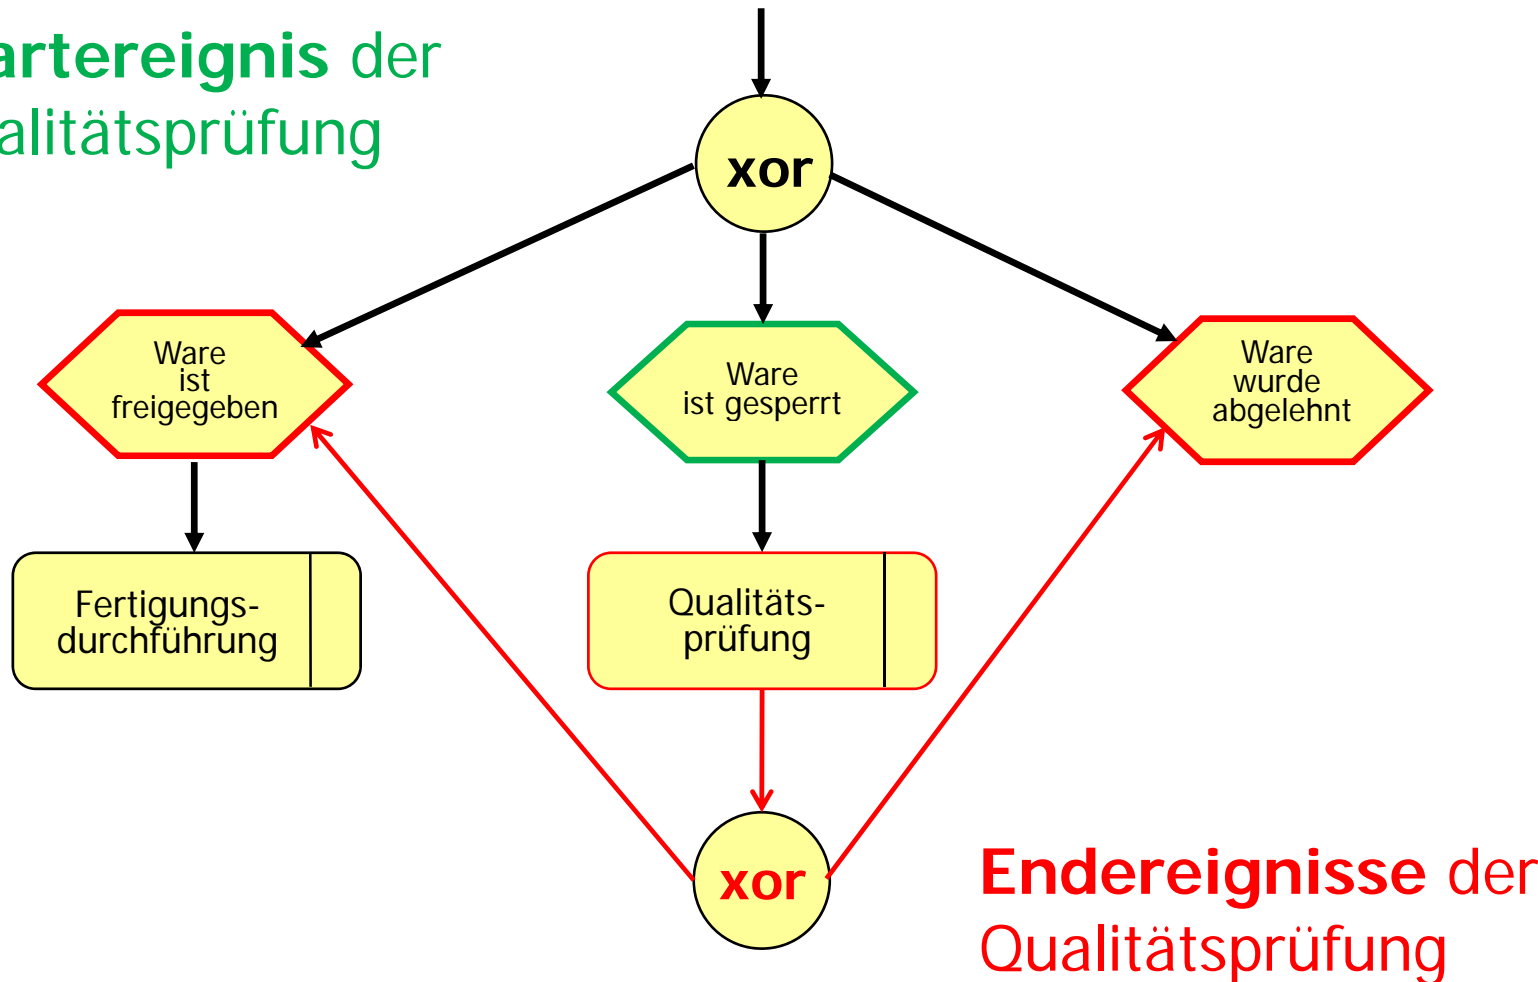 artereignis der
alitätsprüfung
xor
Ware
ist
freigegeben
Ware
ist gesperrt
Ware
wurde
abgelehnt
Fertigungs-
durchführung
Qualitäts-
prüfung
xor
Endereignisse der
Qualitätsprüfung